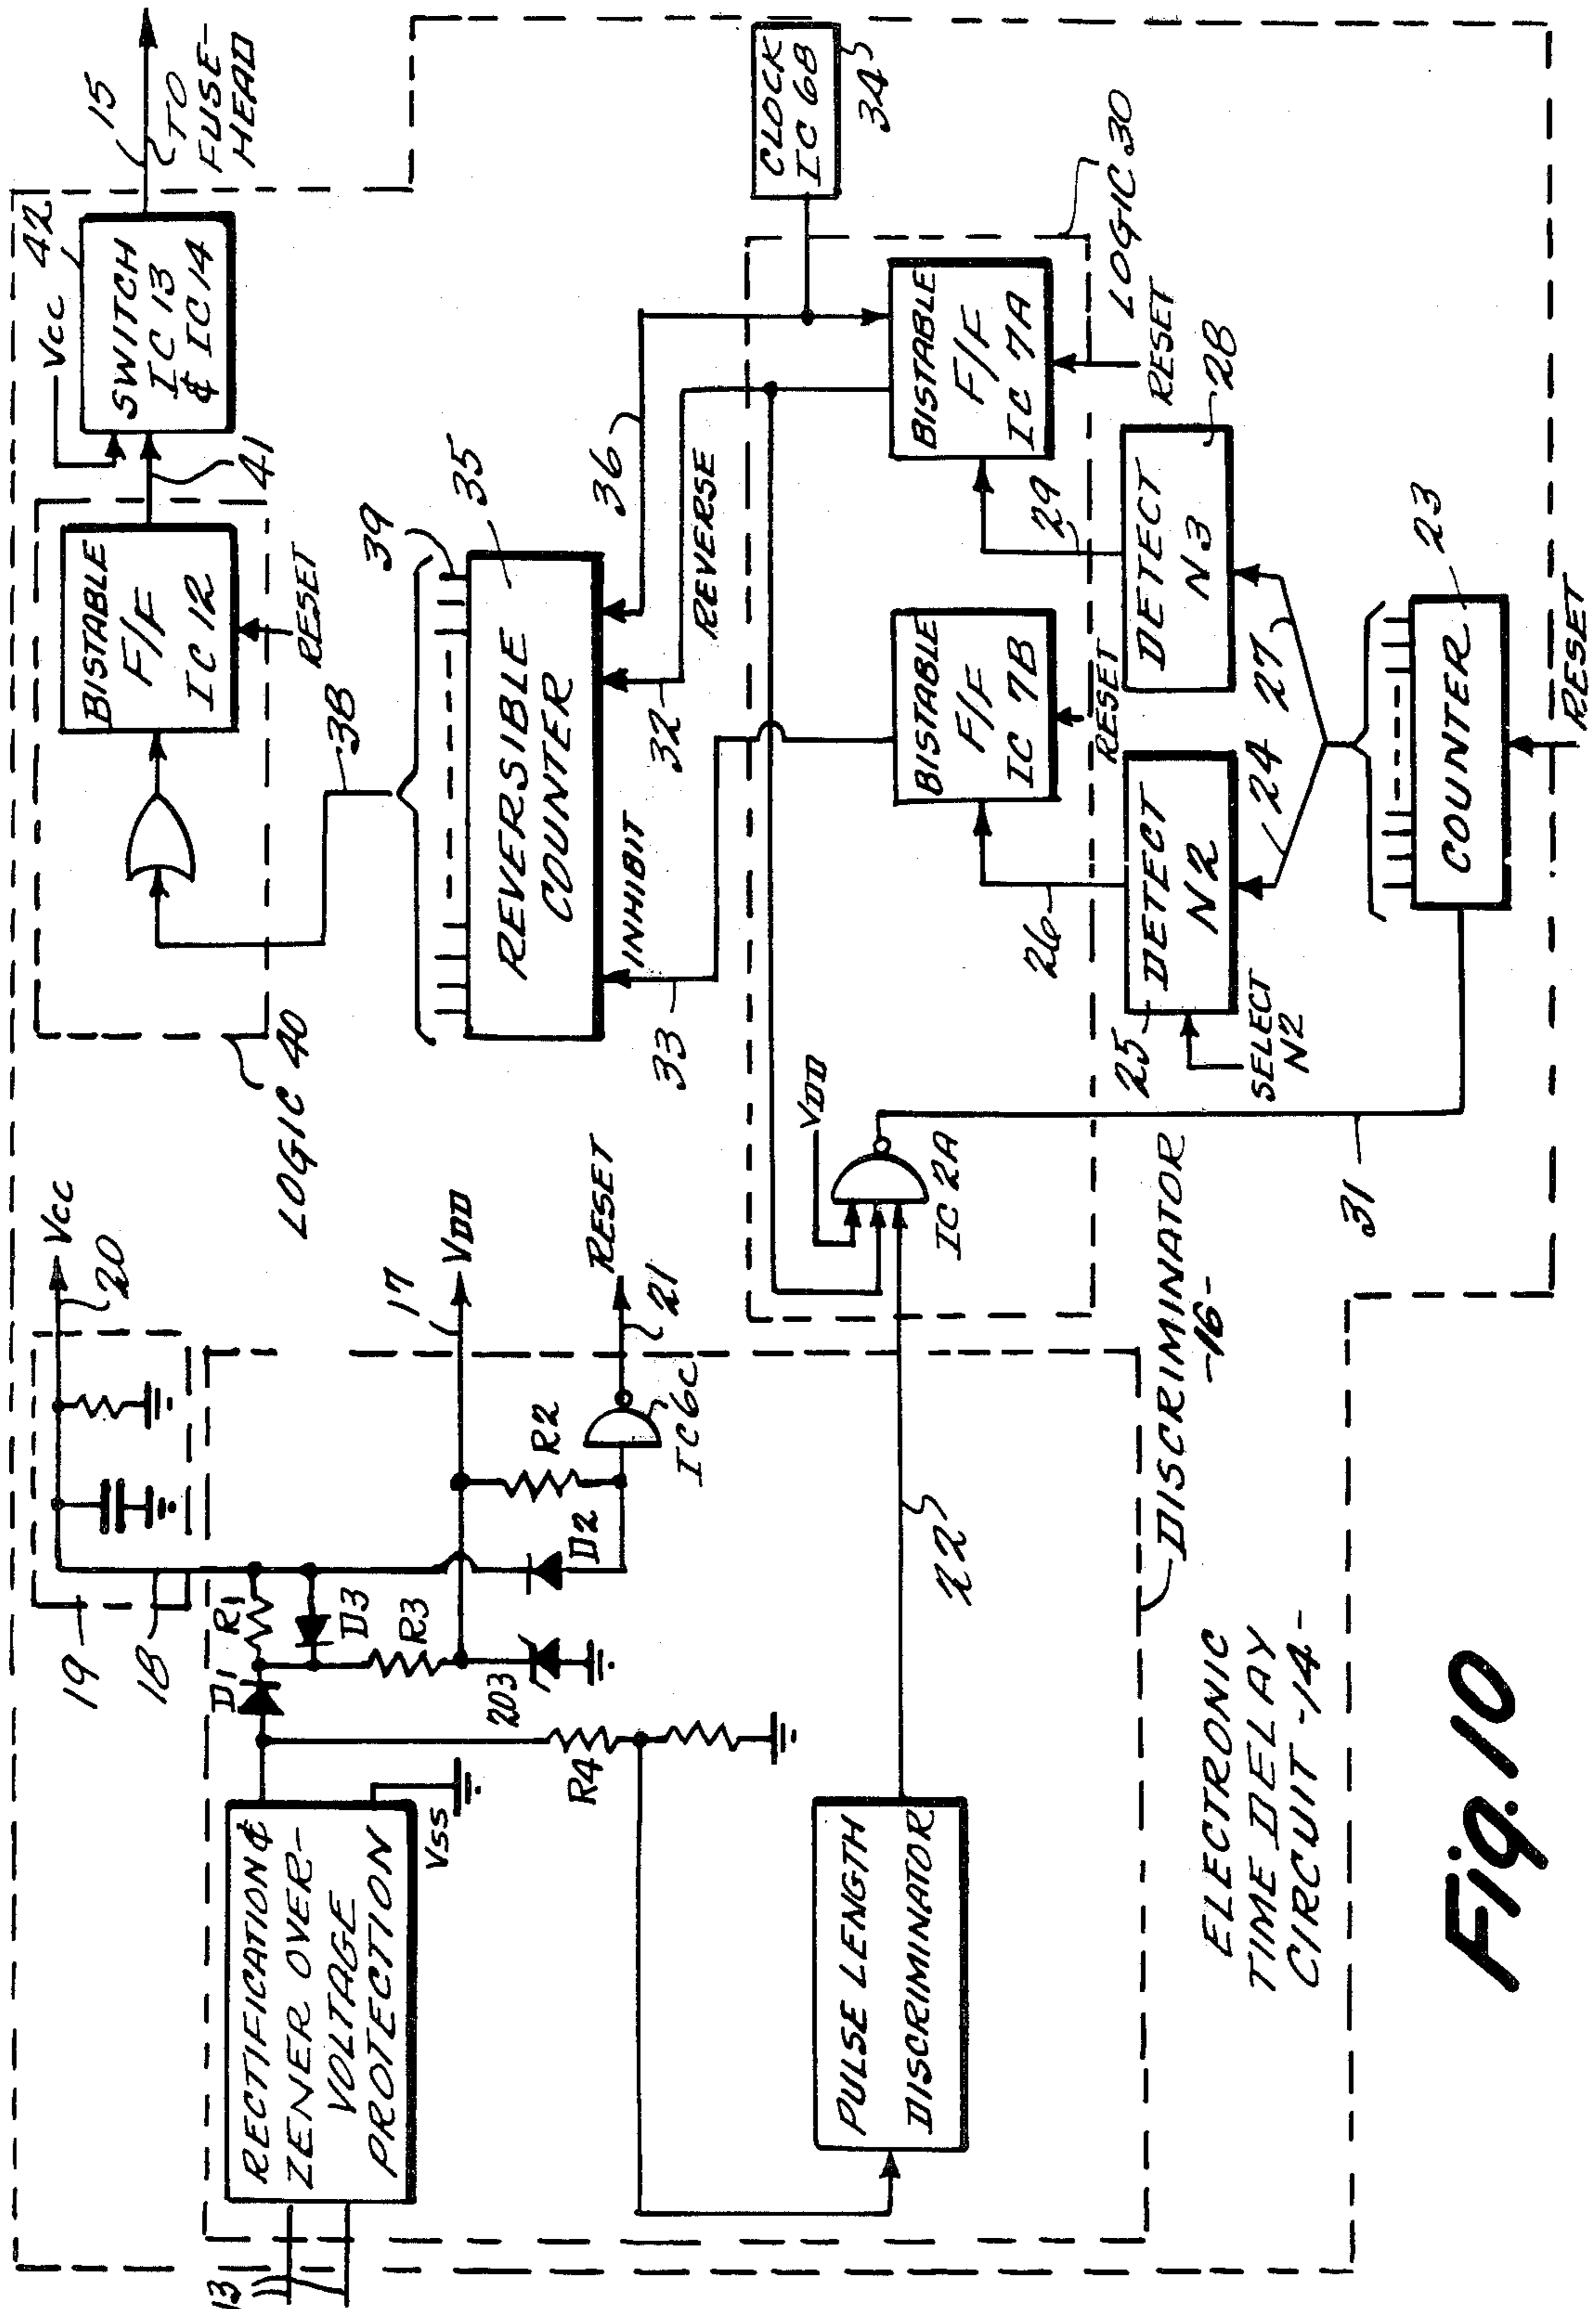 13
RECTIFICATION &
ZENER OVER-
VOLTAGE
PROTECTION
VSS
19
18
D1
R1
D3
R3
2D3
R4
D2
R2
IC6C
Vcc
20
17
VDD
RESET
21
PULSE LENGTH
DISCRIMINATOR
22
DISCRIMINATOR
-16-
ELECTRONIC
TIME DELAY
CIRCUIT -14-
LOGIC 40
BISTABLE
F/F
IC 12
RESET
38
41
Vcc
42
SWITCH
IC 13
& IC 14
15
TO
FUSE-
HEAD
39
35
REVERSIBLE
COUNTER
INHIBIT
33
32
REVERSE
36
CLOCK
IC 6B
34
VDD
IC 2A
31
BISTABLE
F/F
IC 7B
RESET
BISTABLE
F/F
IC 7A
RESET
LOGIC 30
26
29
25
SELECT
N2
DETECT
N2
DETECT
N3
28
24
27
COUNTER
23
RESET
Fig. 10